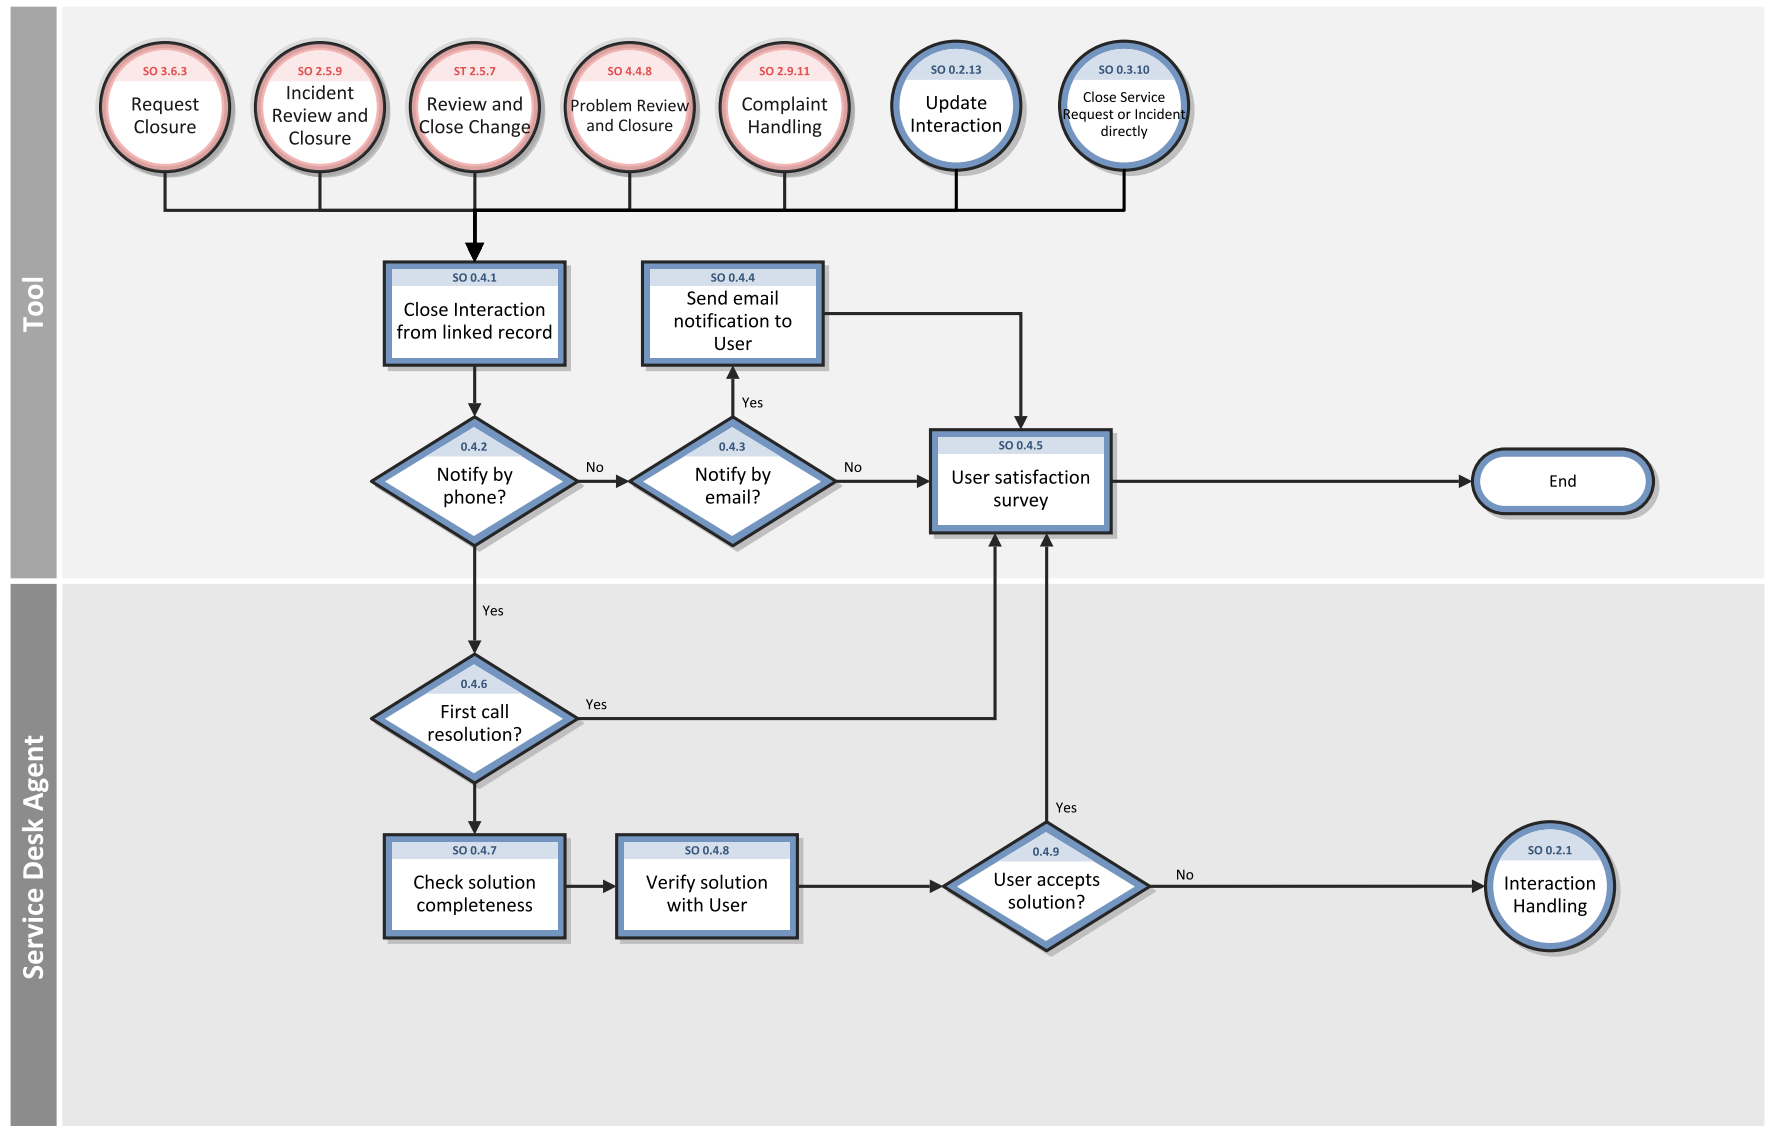 Tool
SO 3.6.3
Request
Closure
SO 2.5.9
Incident
Review and
Closure
ST 2.5.7
Review and
Close Change
SO 4.4.8
Problem Review
and Closure
SO 2.9.11
Complaint
Handling
SO 0.2.13
Update
Interaction
SO 0.3.10
Close Service
Request or Incident
directly
SO 0.4.1
Close Interaction
from linked record
SO 0.4.4
Send email
notification to
User
Yes
0.4.2
Notify by
phone?
No
0.4.3
Notify by
email?
No
SO 0.4.5
User satisfaction
survey
End
Service Desk Agent
Yes
0.4.6
First call
resolution?
Yes
SO 0.4.7
Check solution
completeness
SO 0.4.8
Verify solution
with User
Yes
0.4.9
User accepts
solution?
No
SO 0.2.1
Interaction
Handling